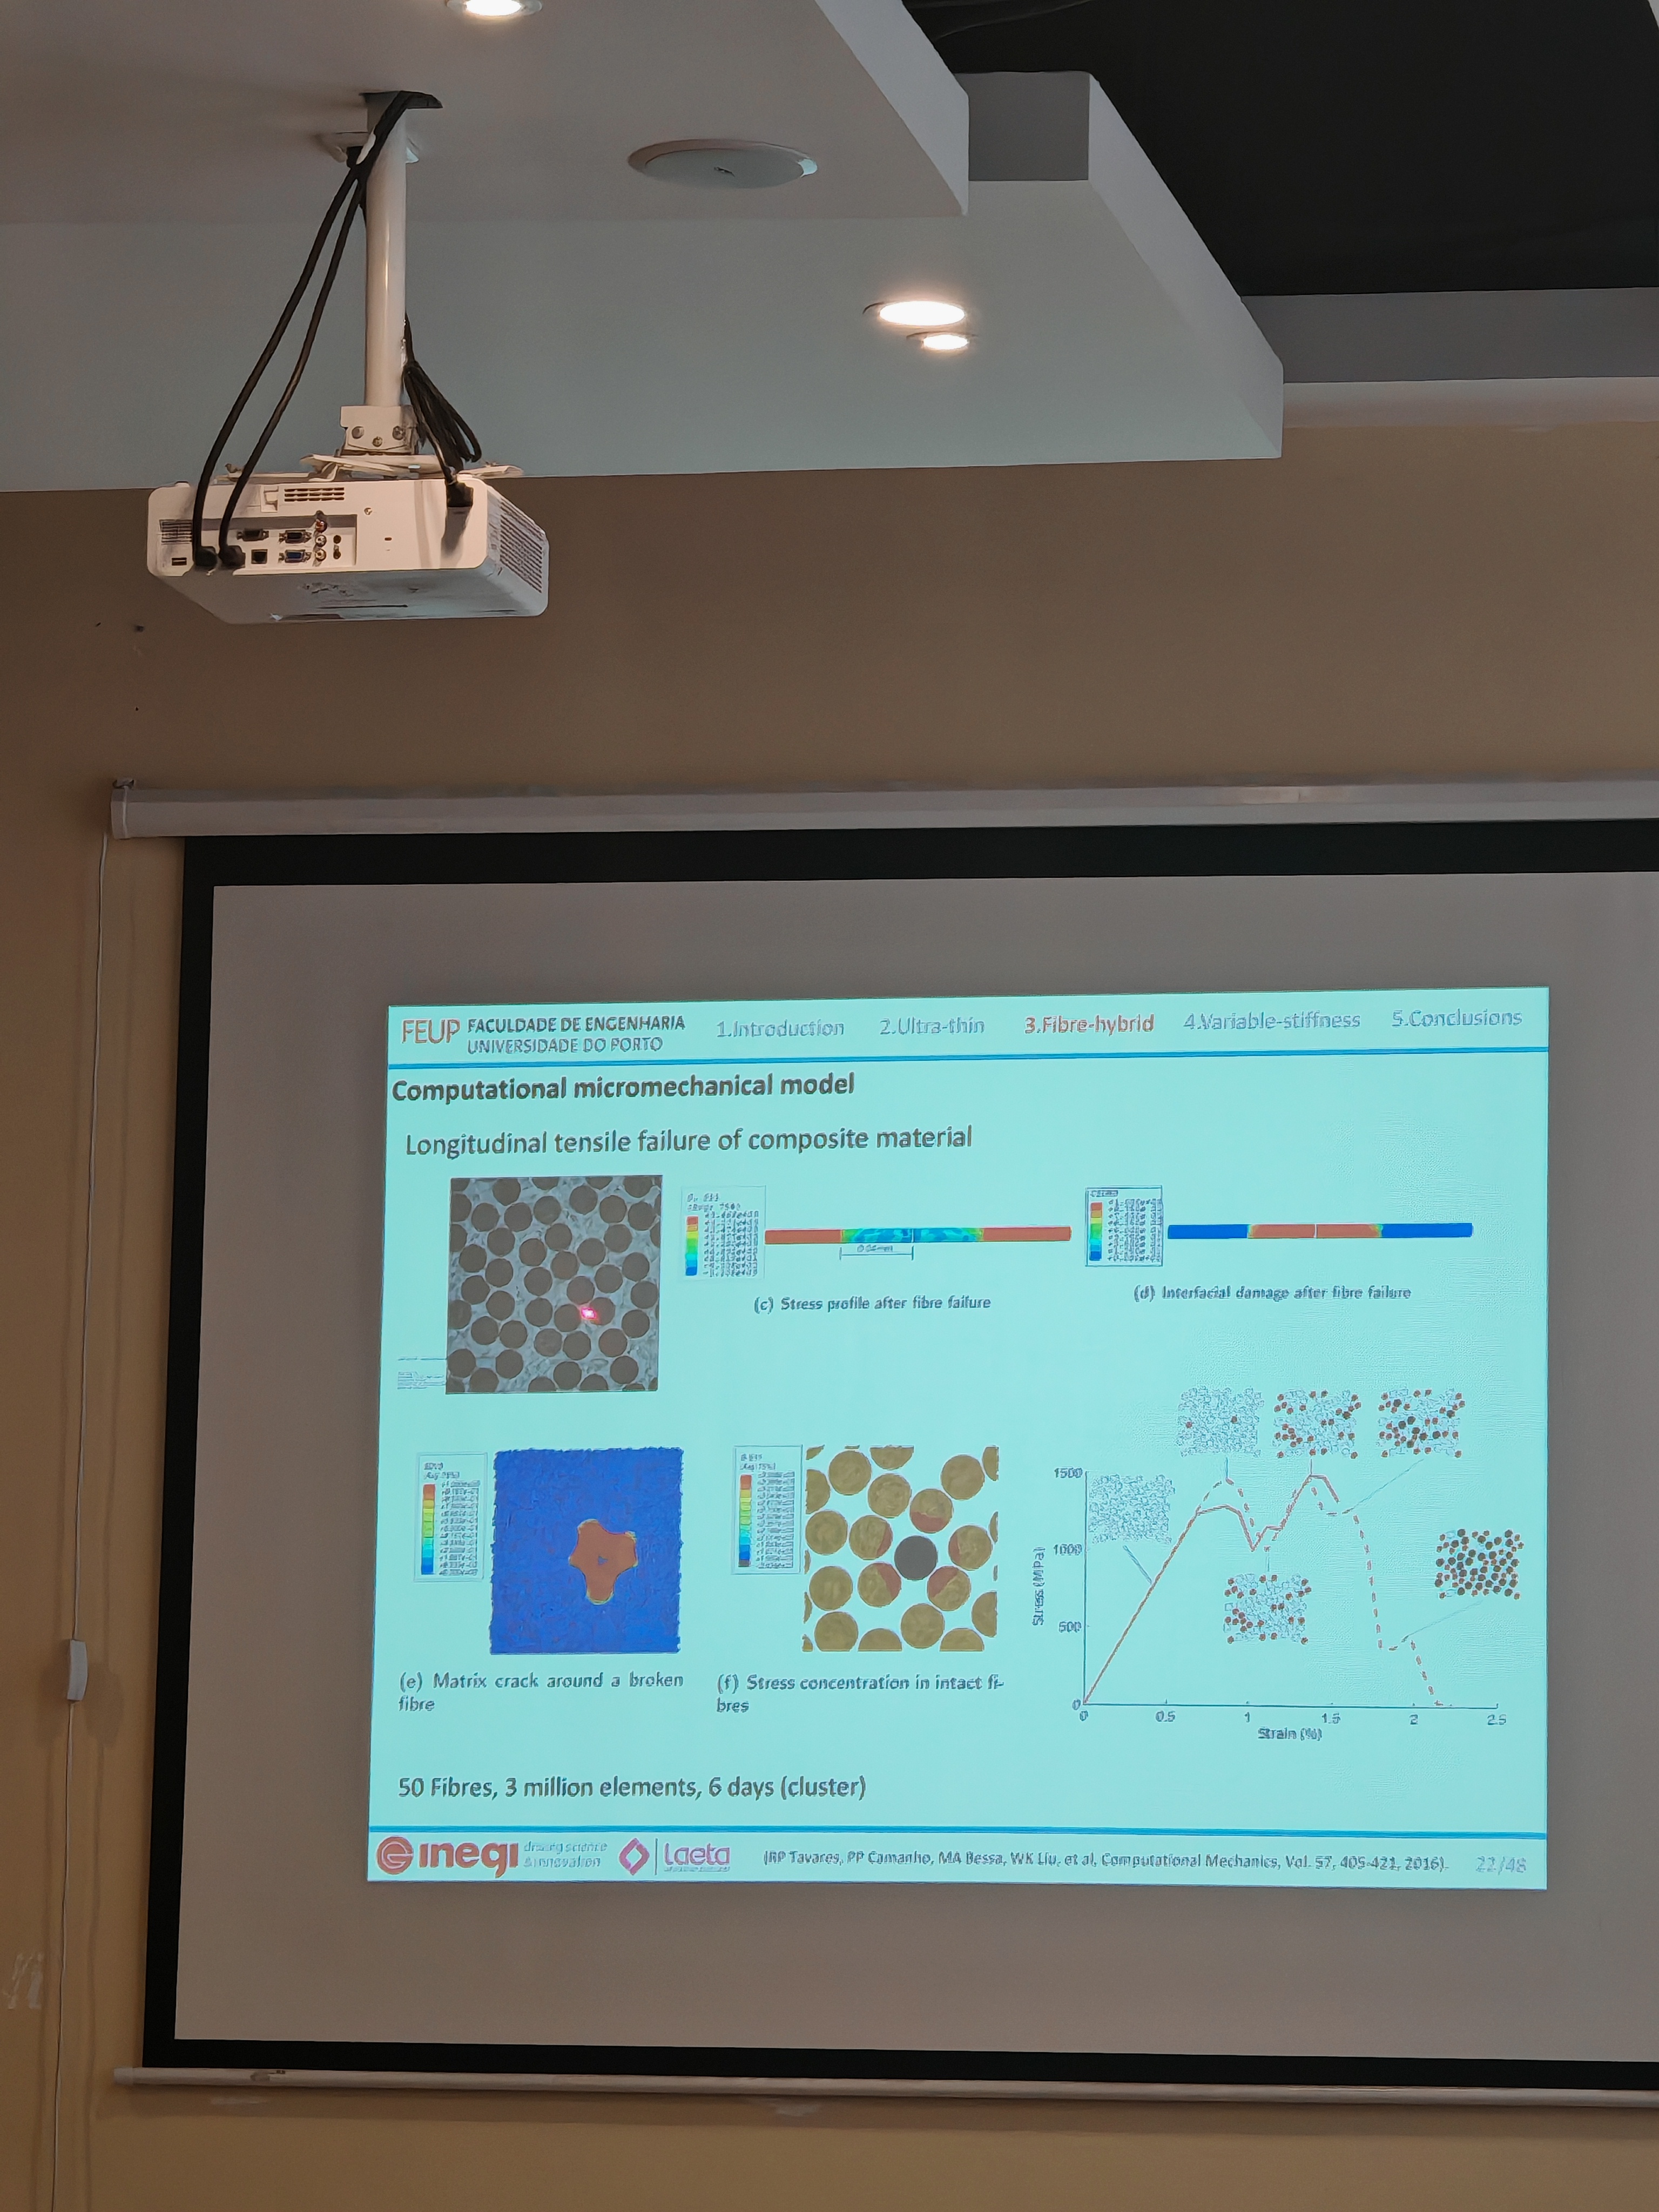 FEUP FACULDADE DE ENGENHARIA
UNIVERSIDADE DO PORTO
1.Introduction 2.Ultra-thin 3.Fibre-hybrid 4.Variable-stiffness 5.Conclusions
Computational micromechanical model
Longitudinal tensile failure of composite material
(c) Stress profile after fibre failure
(d) Interfacial damage after fibre failure
1500
1000
500
0
Stress (MPa)
0 0.5 1 1.5 2 2.5
Strain (%)
(e) Matrix crack around a broken
fibre
(f) Stress concentration in intact fi-
bres
50 Fibres, 3 million elements, 6 days (cluster)
inegi driving science
& innovation
Laeta
(RP Tavares, PP Camanho, MA Bessa, WK Liu, et al, Computational Mechanics, Vol. 57, 405-421, 2016).
22/48